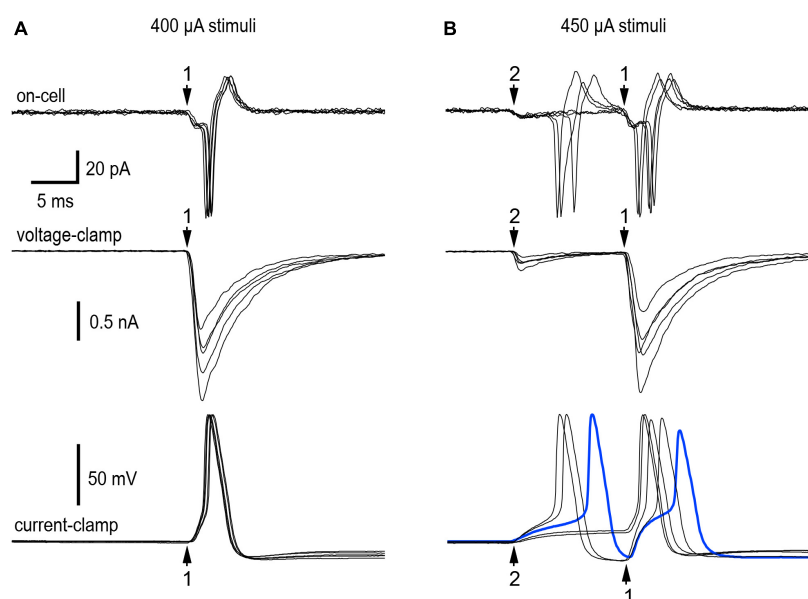 A
400 µA stimuli
B
450 µA stimuli
on-cell
1
2
1
20 pA
5 ms
voltage-clamp
1
2
1
0.5 nA
50 mV
current-clamp
1
2
1